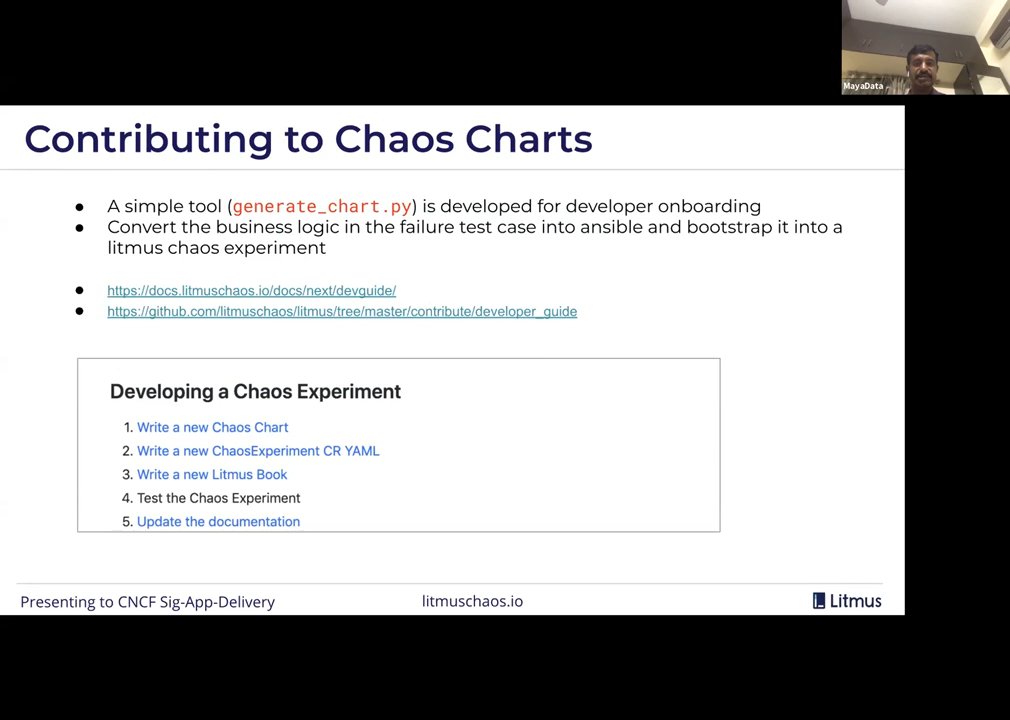 MayaData
Contributing to Chaos Charts
● A simple tool (generate_chart.py) is developed for developer onboarding
● Convert the business logic in the failure test case into ansible and bootstrap it into a
litmus chaos experiment
● https://docs.litmuschaos.io/docs/next/devguide/
● https://github.com/litmuschaos/litmus/tree/master/contribute/developer_guide
Developing a Chaos Experiment
1. Write a new Chaos Chart
2. Write a new ChaosExperiment CR YAML
3. Write a new Litmus Book
4. Test the Chaos Experiment
5. Update the documentation
Presenting to CNCF Sig-App-Delivery
litmuschaos.io
Litmus